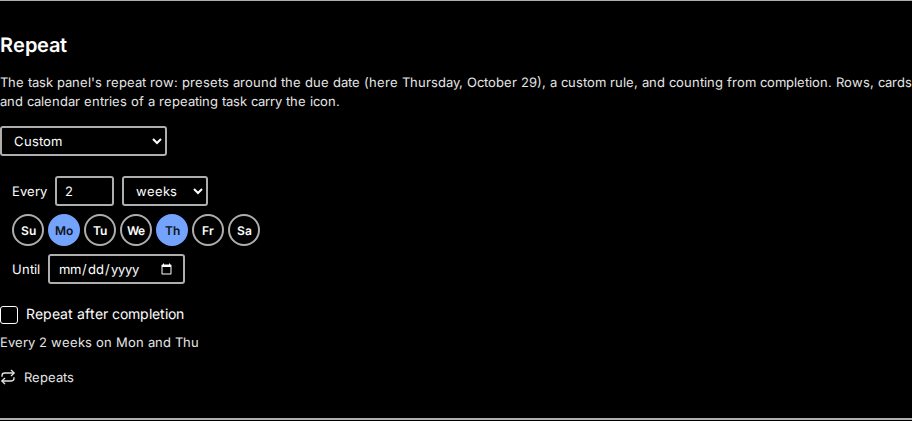 Repeat
The task panel's repeat row: presets around the due date (here Thursday, October 29), a custom rule, and counting from completion. Rows, cards
and calendar entries of a repeating task carry the icon.
Custom
Every 2 weeks
Su Mo Tu We Th Fr Sa
Until mm/dd/yyyy
Repeat after completion
Every 2 weeks on Mon and Thu
Repeats